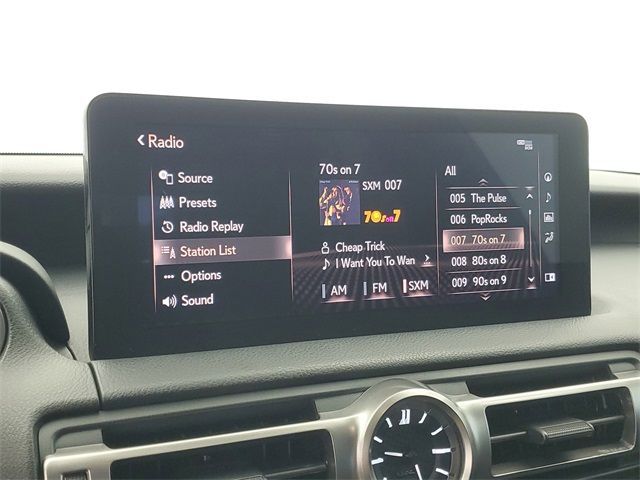 Radio
Source
Presets
Radio Replay
Station List
Options
Sound
70s on 7
SXM 007
70s on 7
Cheap Trick
I Want You To Wan
AM FM SXM
All
005 The Pulse
006 PopRocks
007 70s on 7
008 80s on 8
009 90s on 9